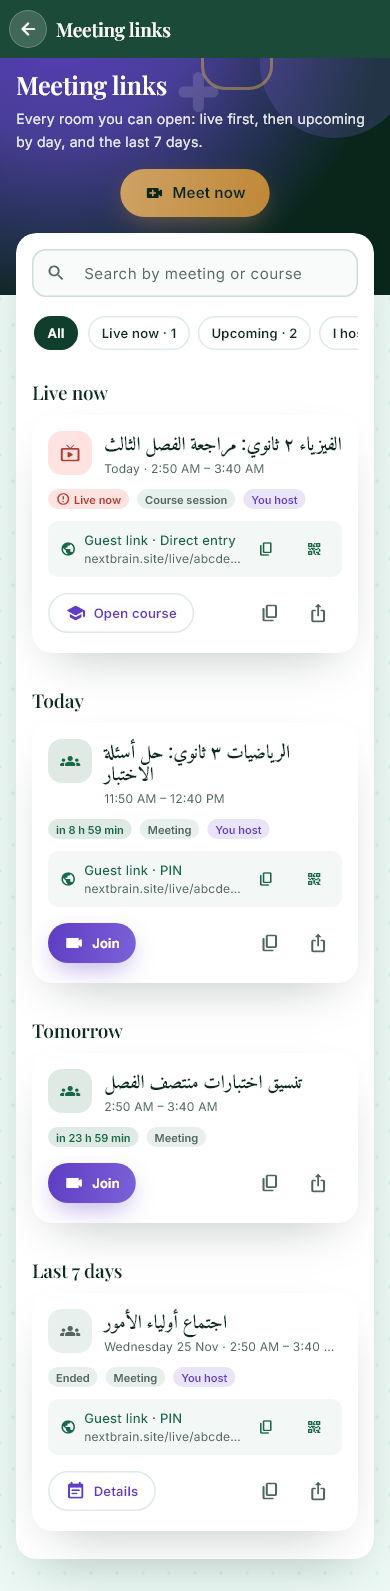 Meeting links
Meeting links
Every room you can open: live first, then upcoming
by day, and the last 7 days.
Meet now
Search by meeting or course
All
Live now · 1
Upcoming · 2
I hos
Live now
الفيزياء ٢ ثانوي: مراجعة الفصل الثالث
Today · 2:50 AM – 3:40 AM
Live now
Course session
You host
Guest link · Direct entry
nextbrain.site/live/abcde...
Open course
Today
الرياضيات ٣ ثانوي: حل أسئلة
الاختبار
11:50 AM – 12:40 PM
in 8 h 59 min
Meeting
You host
Guest link · PIN
nextbrain.site/live/abcde...
Join
Tomorrow
تنسيق اختبارات منتصف الفصل
2:50 AM – 3:40 AM
in 23 h 59 min
Meeting
Join
Last 7 days
اجتماع أولياء الأمور
Wednesday 25 Nov · 2:50 AM – 3:40 ...
Ended
Meeting
You host
Guest link · PIN
nextbrain.site/live/abcde...
Details